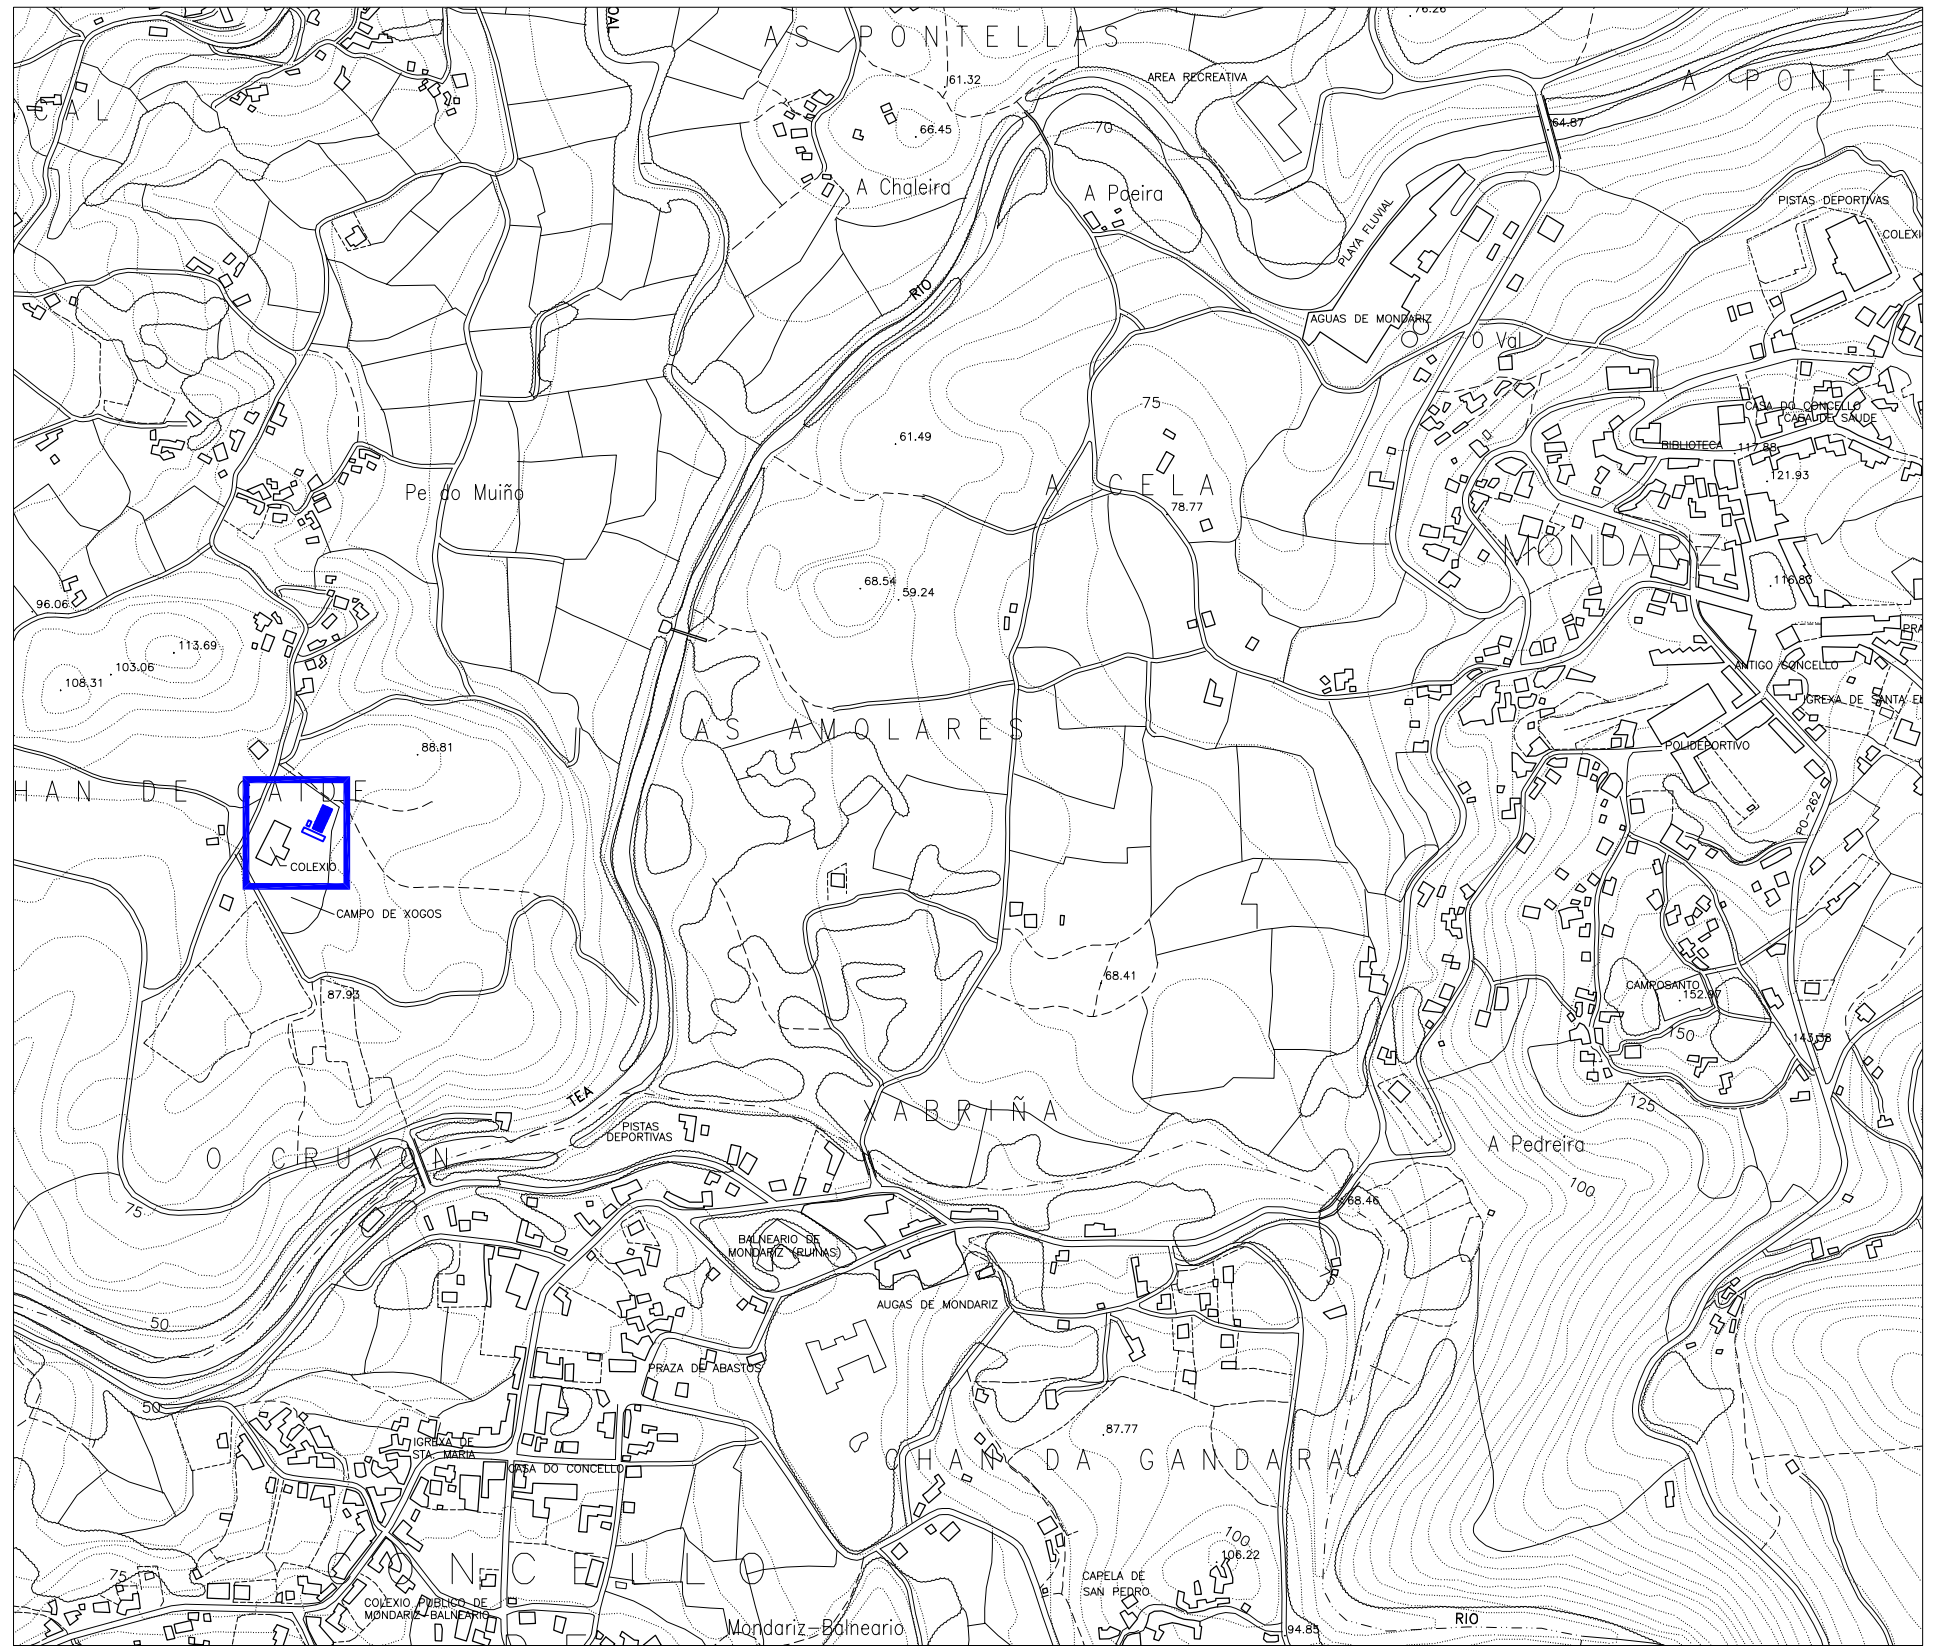 76.26
AS PONTELLAS
61.32
AREA RECREATIVA
A PONTE
CAL
66.45
70
64.87
A Chaleira
A Poeira
PISTAS DEPORTIVAS
PLAYA FLUVIAL
RIO
AGUAS DE MONDARIZ
O Val
75
CASA DO CONCELLO
CASA DE SAUDE
61.49
BIBLIOTECA
117.88
121.93
A CELA
Pe do Muiño
78.77
MONDARIZ
68.54
59.24
116.83
96.06
113.69
103.06
108.31
ANTIGO CONCELLO
AS AMOLARES
88.81
POLIDEPORTIVO
HAN DE CAIDE
PO-262
COLEXIO
CAMPO DE XOGOS
68.41
CAMPOSANTO
152.97
87.93
150
143.38
TEA
XABRIÑA
125
PISTAS
DEPORTIVAS
A Pedreira
O CRUXON
75
100
68.46
BALNEARIO DE
MONDARIZ (RUINAS)
AUGAS DE MONDARIZ
50
PRAZA DE ABASTOS
50
87.77
IGREXA DE
STA. MARIA
CASA DO CONCELLO
CHAN DA GANDARA
100
106.22
CONCELLO
75
CAPELA DE
SAN PEDRO
COLEXIO PUBLICO DE
MONDARIZ-BALNEARIO
Mondariz-Balneario
RIO
94.85